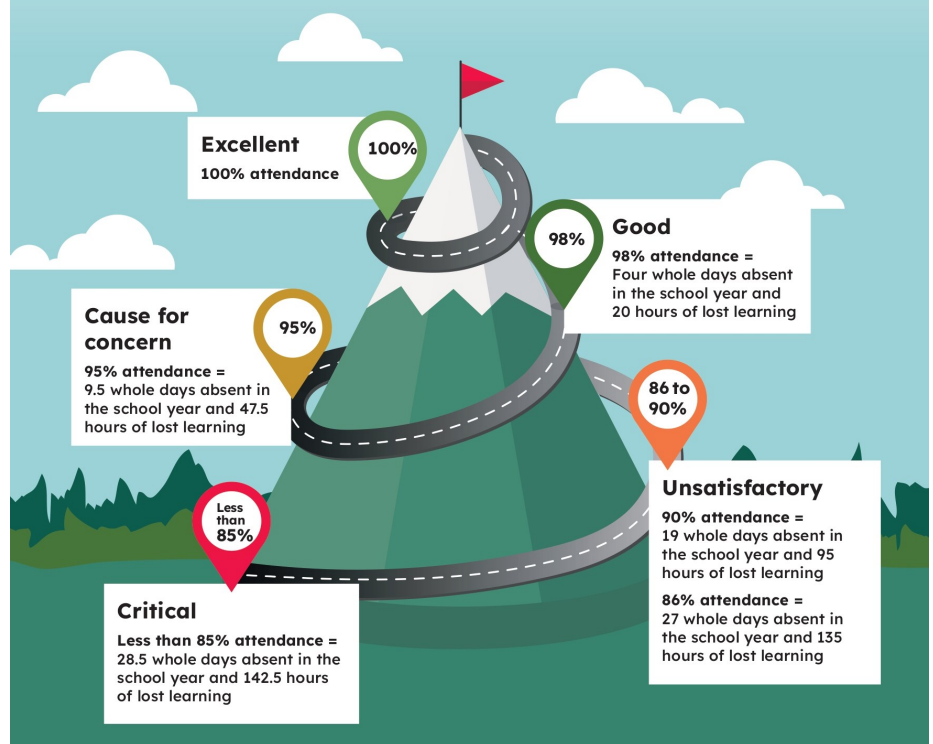 Excellent
100% attendance
100%
98%
Good
98% attendance =
Four whole days absent
in the school year and
20 hours of lost learning
Cause for
concern
95% attendance =
9.5 whole days absent in
the school year and 47.5
hours of lost learning
95%
86 to
90%
Unsatisfactory
90% attendance =
19 whole days absent in
the school year and 95
hours of lost learning
86% attendance =
27 whole days absent in
the school year and 135
hours of lost learning
Less
than
85%
Critical
Less than 85% attendance =
28.5 whole days absent in the
school year and 142.5 hours
of lost learning